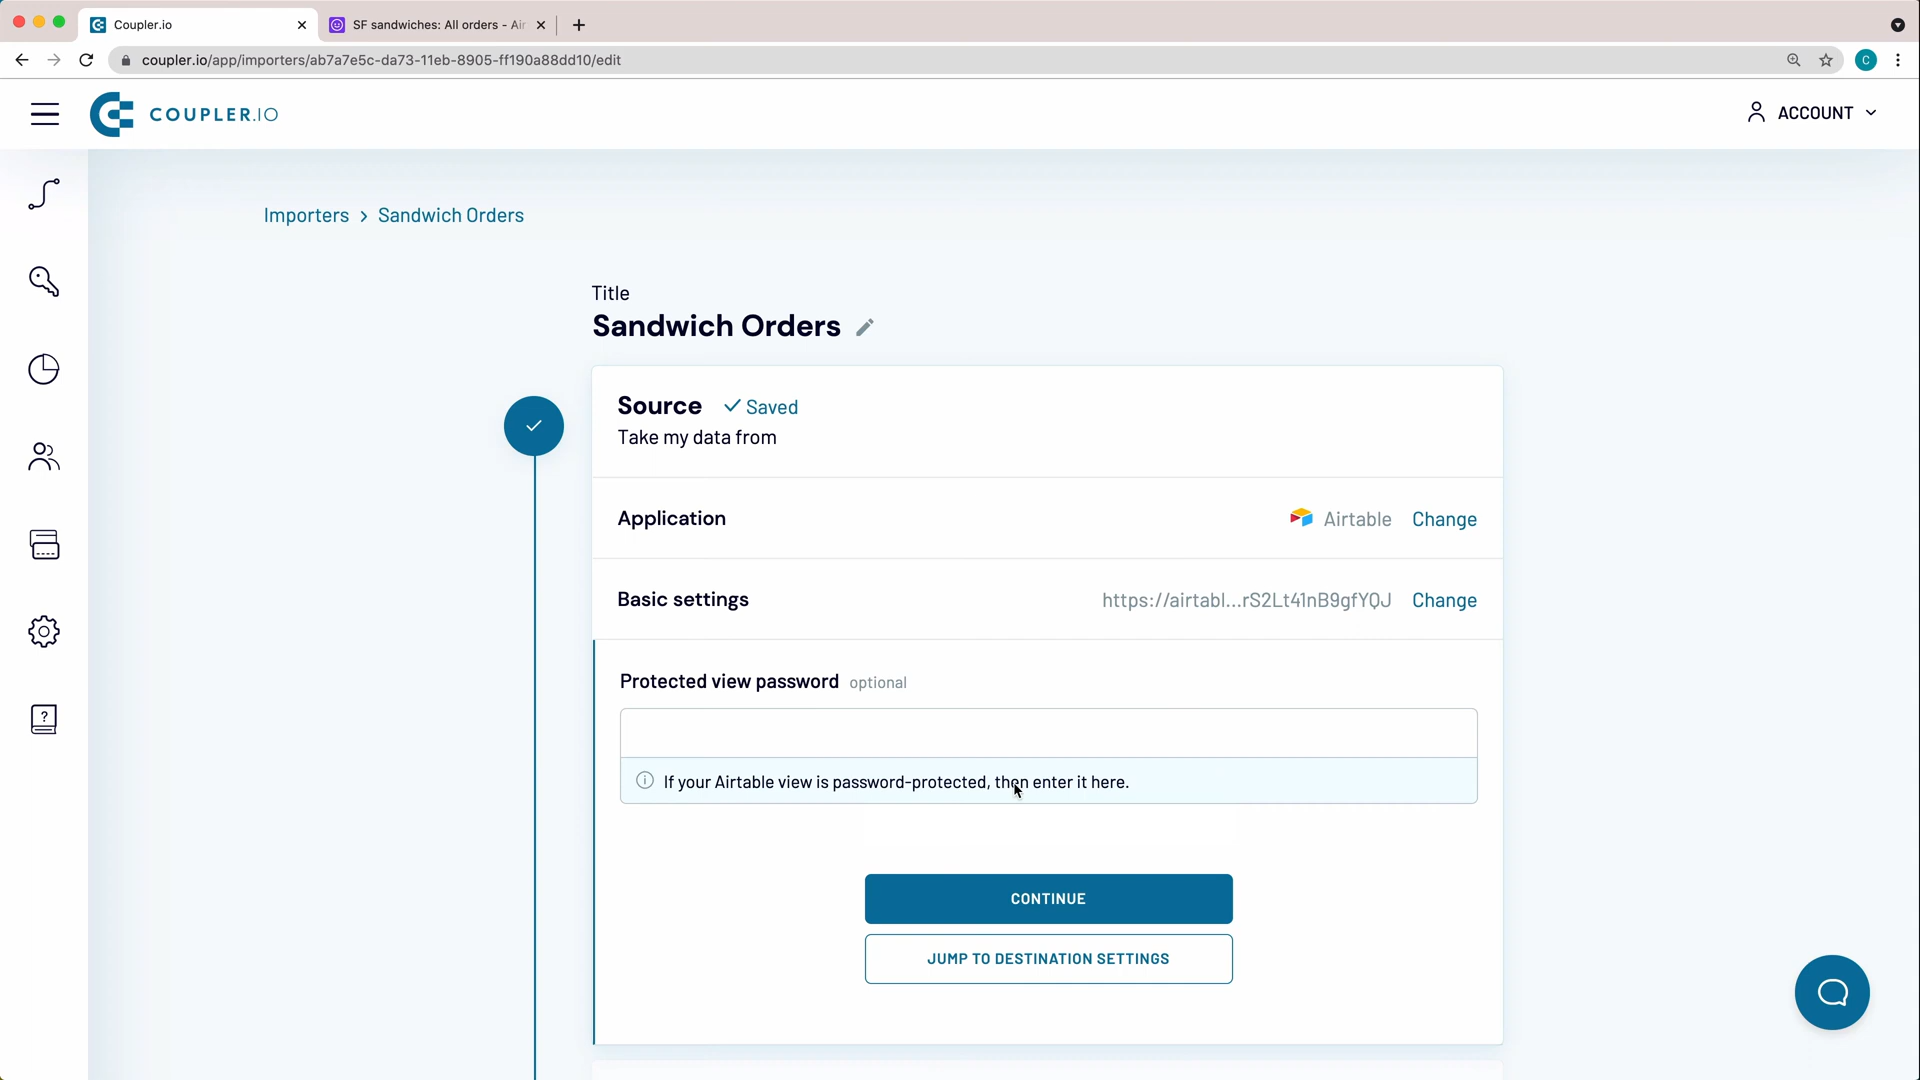 Coupler.io
SF sandwiches: All orders - Air
coupler.io/app/importers/ab7a7e5c-da73-11eb-8905-ff190a88dd10/edit
C
COUPLER.IO
ACCOUNT
Importers > Sandwich Orders
Title
Sandwich Orders
Source Saved
Take my data from
Application Airtable Change
Basic settings https://airtabl...rS2Lt41nB9gfYQJ Change
Protected view password optional
If your Airtable view is password-protected, then enter it here.
CONTINUE
JUMP TO DESTINATION SETTINGS